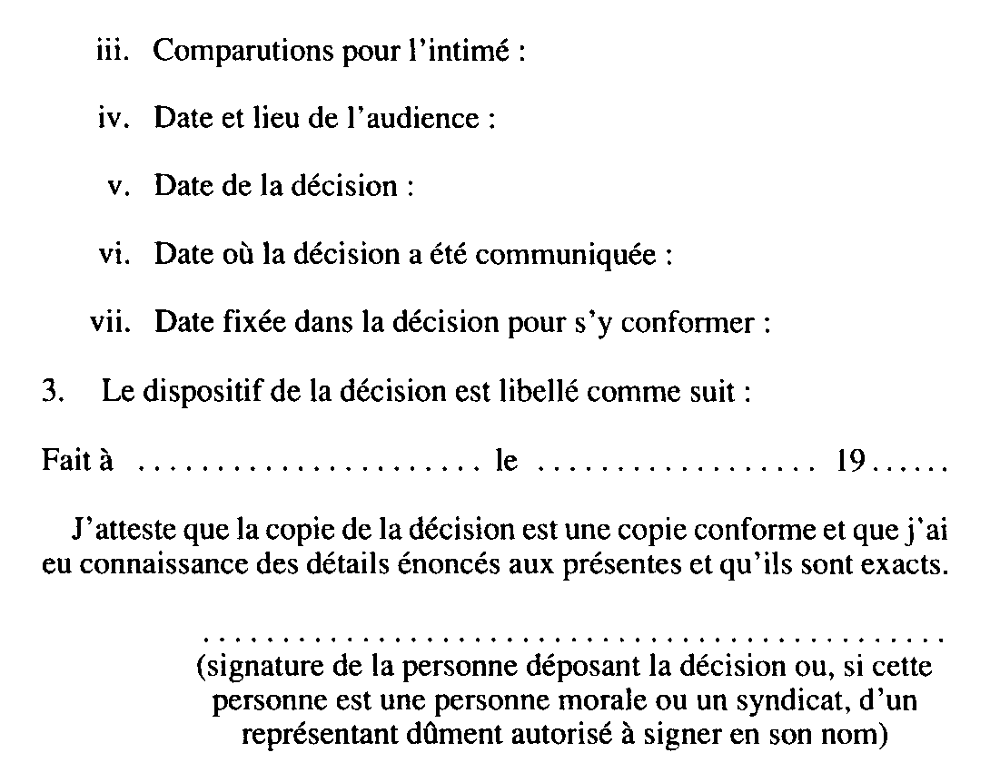 iii. Comparutions pour l'intimé :
iv. Date et lieu de l'audience :
v. Date de la décision :
vi. Date où la décision a été communiquée :
vii. Date fixée dans la décision pour s'y conformer :
3. Le dispositif de la décision est libellé comme suit :
Fait à ...................... le .................. 19......
J'atteste que la copie de la décision est une copie conforme et que j'ai
eu connaissance des détails énoncés aux présentes et qu'ils sont exacts.
...............................................
(signature de la personne déposant la décision ou, si cette
personne est une personne morale ou un syndicat, d'un
représentant dûment autorisé à signer en son nom)